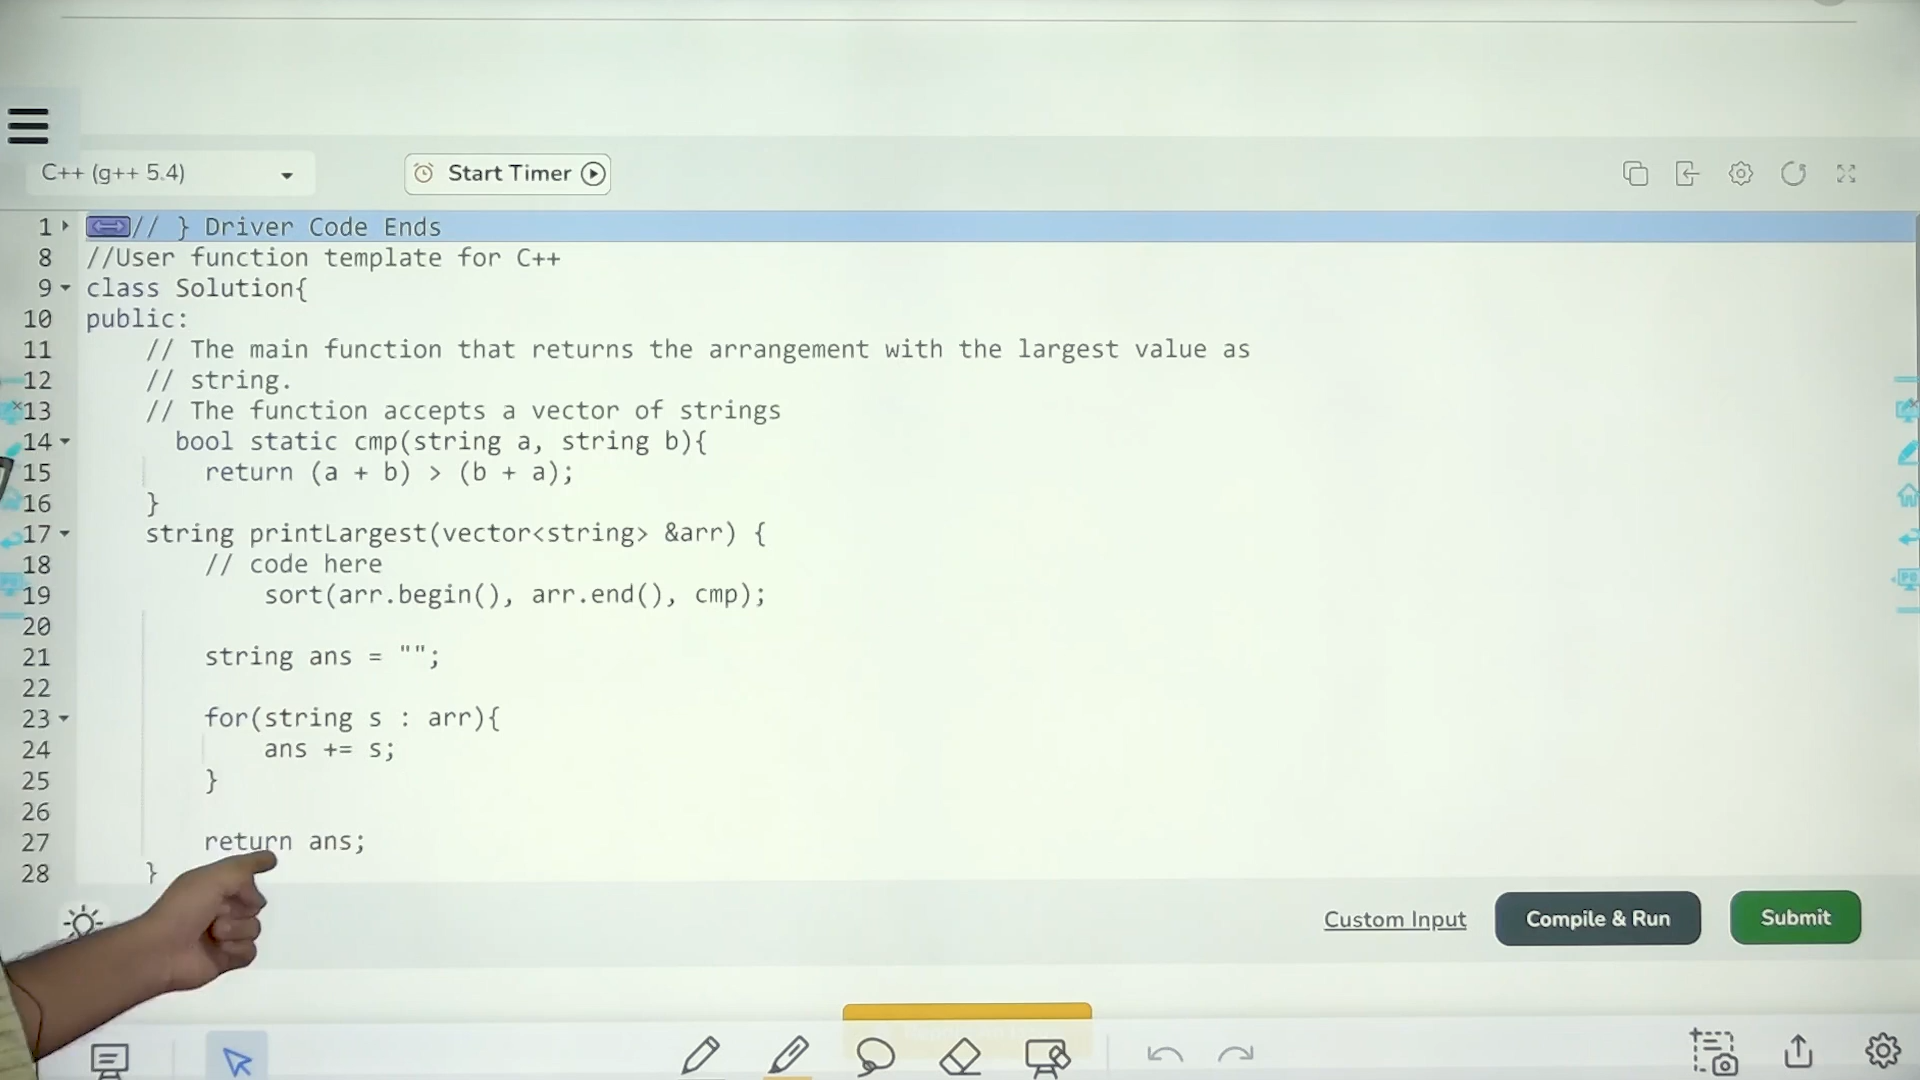 C++ (g++ 5.4)
Start Timer
1 // } Driver Code Ends
8 //User function template for C++
9 class Solution{
10 public:
11 // The main function that returns the arrangement with the largest value as
12 // string.
13 // The function accepts a vector of strings
14 bool static cmp(string a, string b){
15 return (a + b) > (b + a);
16 }
17 string printLargest(vector<string> &arr) {
18 // code here
19 sort(arr.begin(), arr.end(), cmp);
20
21 string ans = "";
22
23 for(string s : arr){
24 ans += s;
25 }
26
27 return ans;
28 }
Custom Input
Compile & Run
Submit